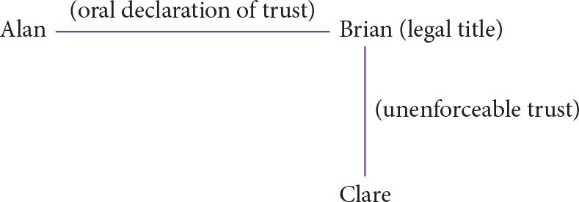 (oral declaration of trust)
Alan Brian (legal title)
(unenforceable trust)
Clare